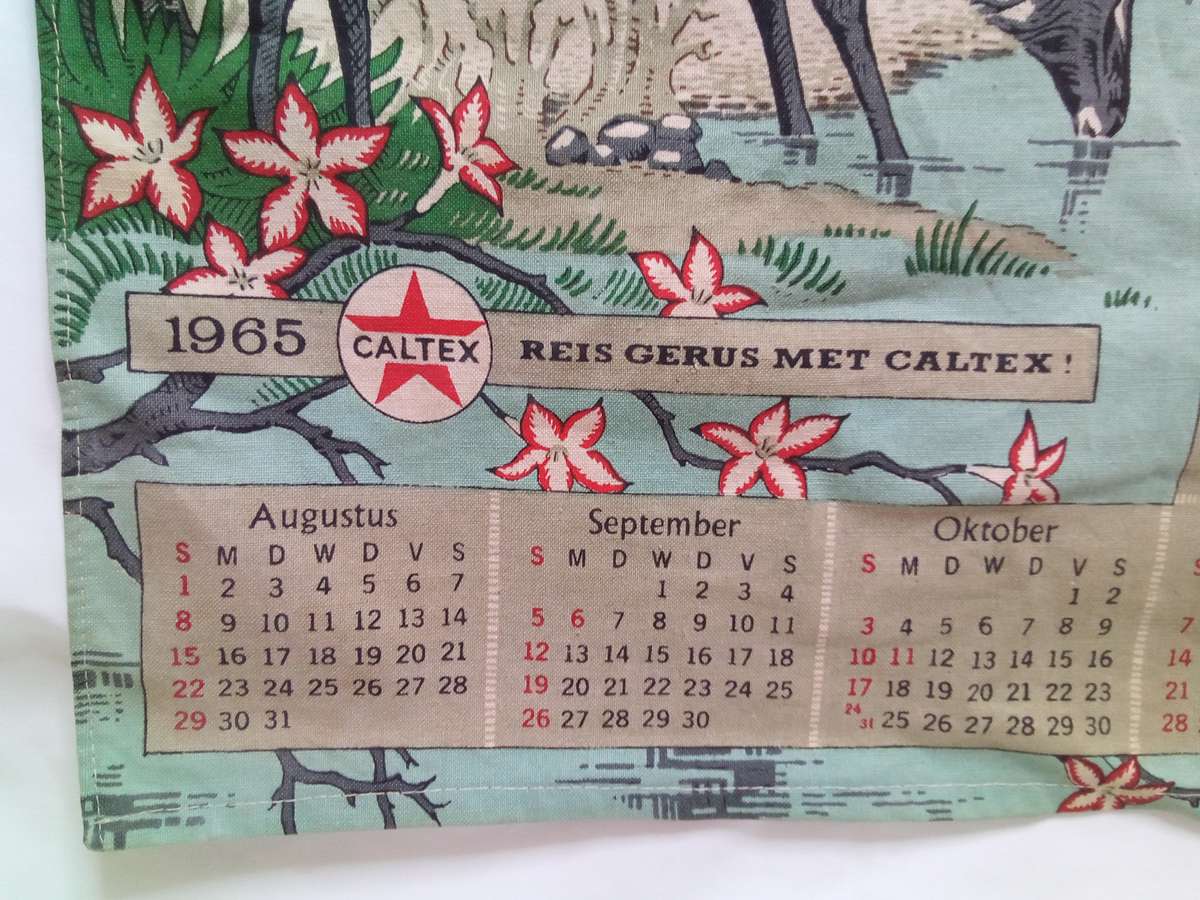 1965 CALTEX REIS GERUS MET CALTEX !
Augustus
S M D W D V S
1 2 3 4 5 6 7
8 9 10 11 12 13 14
15 16 17 18 19 20 21
22 23 24 25 26 27 28
29 30 31
September
S M D W D V S
1 2 3 4
5 6 7 8 9 10 11
12 13 14 15 16 17 18
19 20 21 22 23 24 25
26 27 28 29 30
Oktober
S M D W D V S
1 2
3 4 5 6 7 8 9
10 11 12 13 14 15 16
17 18 19 20 21 22 23
24 31 25 26 27 28 29 30
S
7
14
21
28